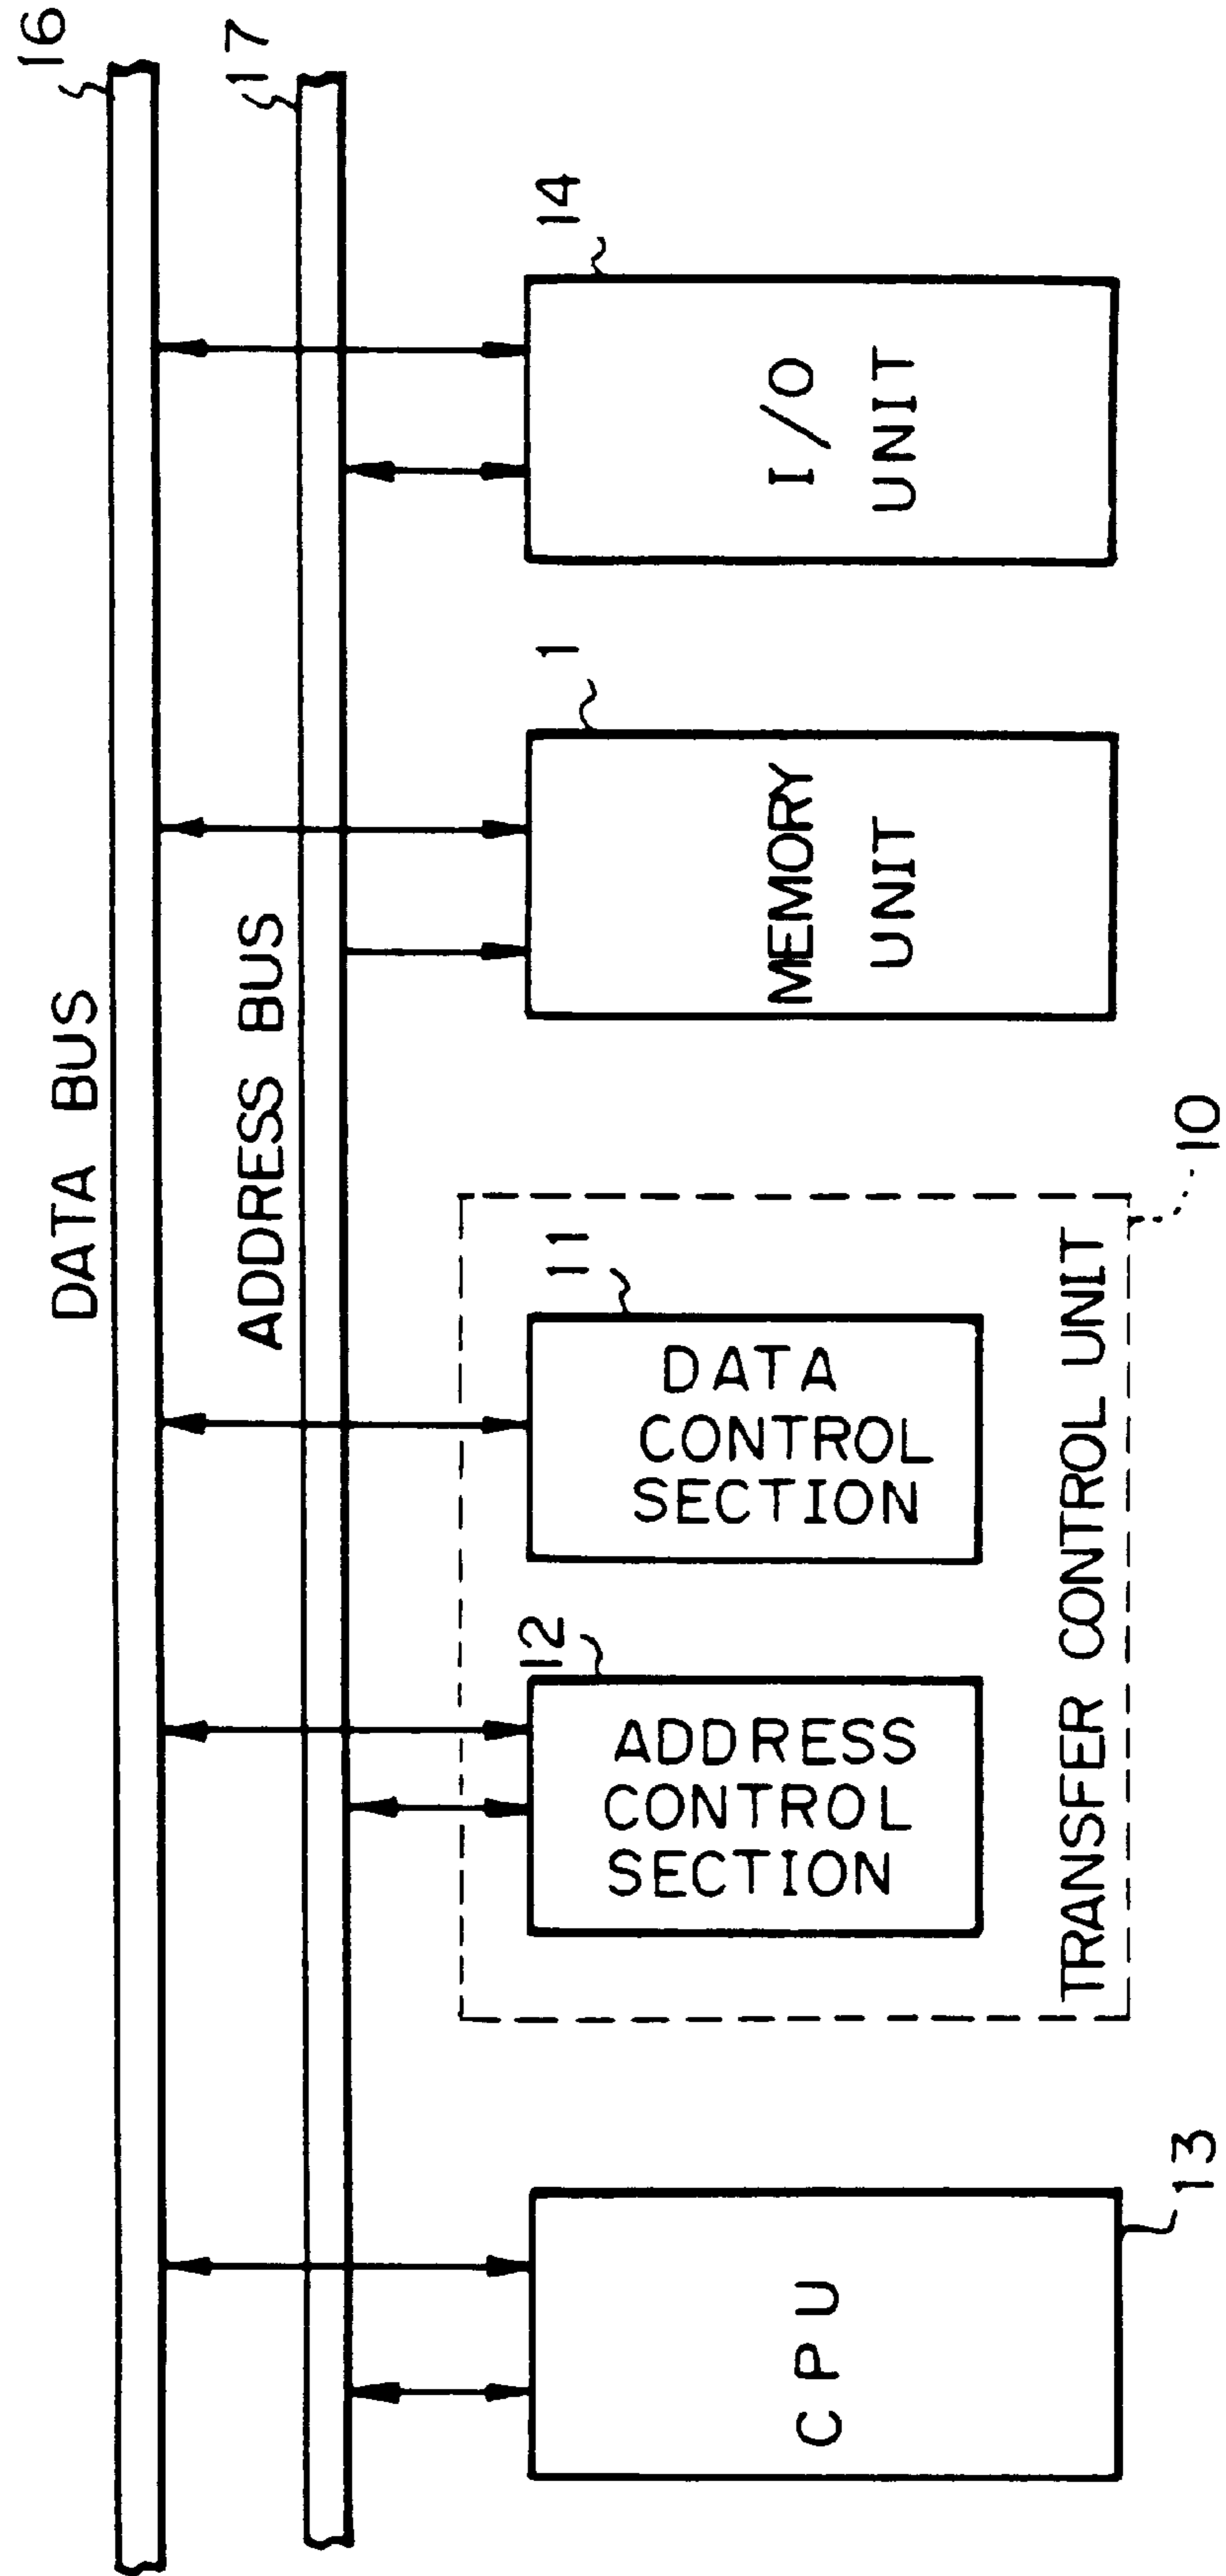 DATA BUS
16
ADDRESS BUS
17
CPU
13
ADDRESS
CONTROL
SECTION
12
DATA
CONTROL
SECTION
11
TRANSFER CONTROL UNIT
10
MEMORY
UNIT
1
I/O
UNIT
14